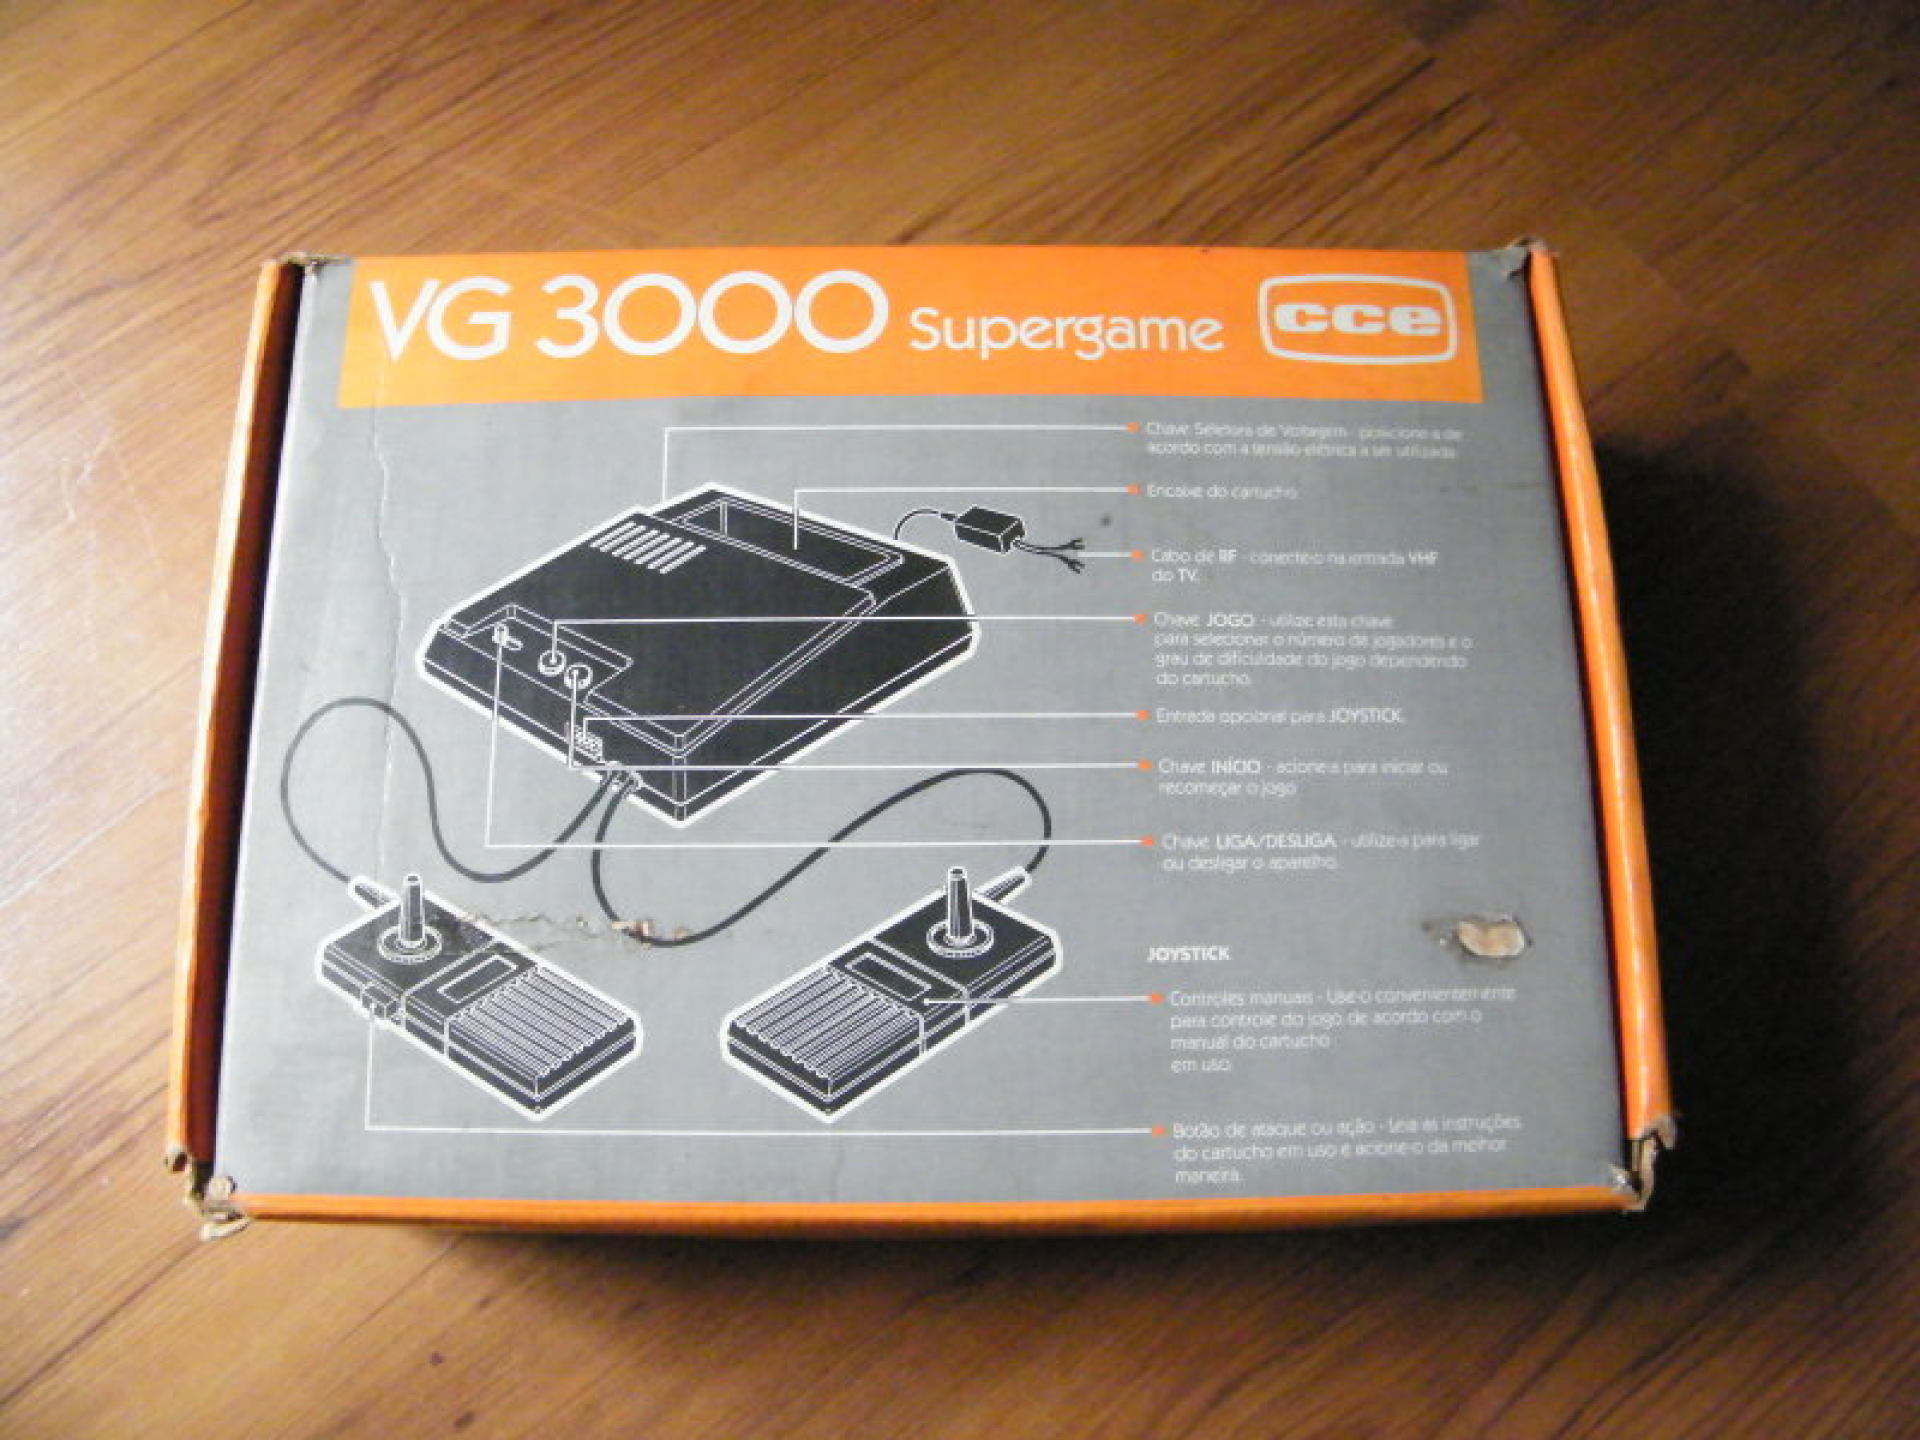 VG 3000 Supergame cce
Chave Seletora de Voltagem - posicione-a de
acordo com a tensão elétrica a ser utilizada.
Encaixe do cartucho.
Cabo de RF - conecte-o na entrada VHF
do TV.
Chave JOGO - utilize esta chave
para selecionar o número de jogadores e o
grau de dificuldade do jogo dependendo
do cartucho.
Entrada opcional para JOYSTICK.
Chave INÍCIO - acione-a para iniciar ou
recomeçar o jogo.
Chave LIGA/DESLIGA - utilize-a para ligar
ou desligar o aparelho.
JOYSTICK
Controles manuais - Use-o convenientemente
para controle do jogo de acordo com o
manual do cartucho
em uso.
Botão de ataque ou ação - Leia as instruções
do cartucho em uso e acione-o da melhor
maneira.